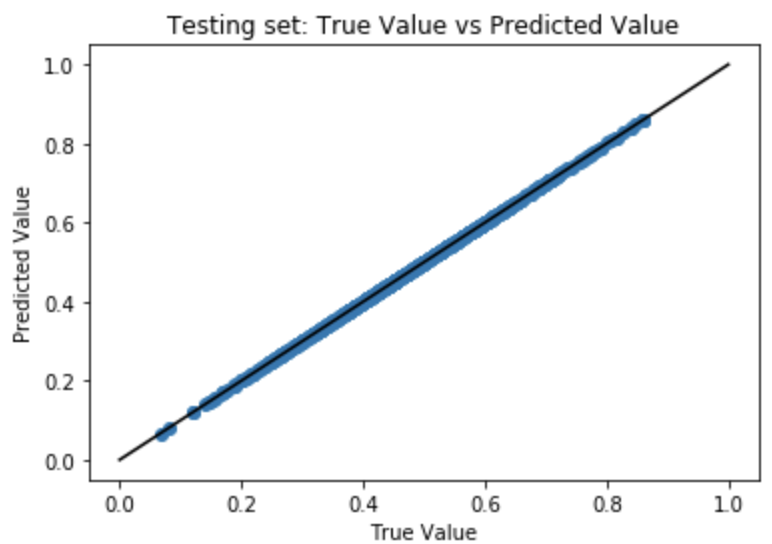 Testing set: True Value vs Predicted Value
1.0
0.8
0.6
0.4
0.2
0.0
Predicted Value
0.0 0.2 0.4 0.6 0.8 1.0
True Value